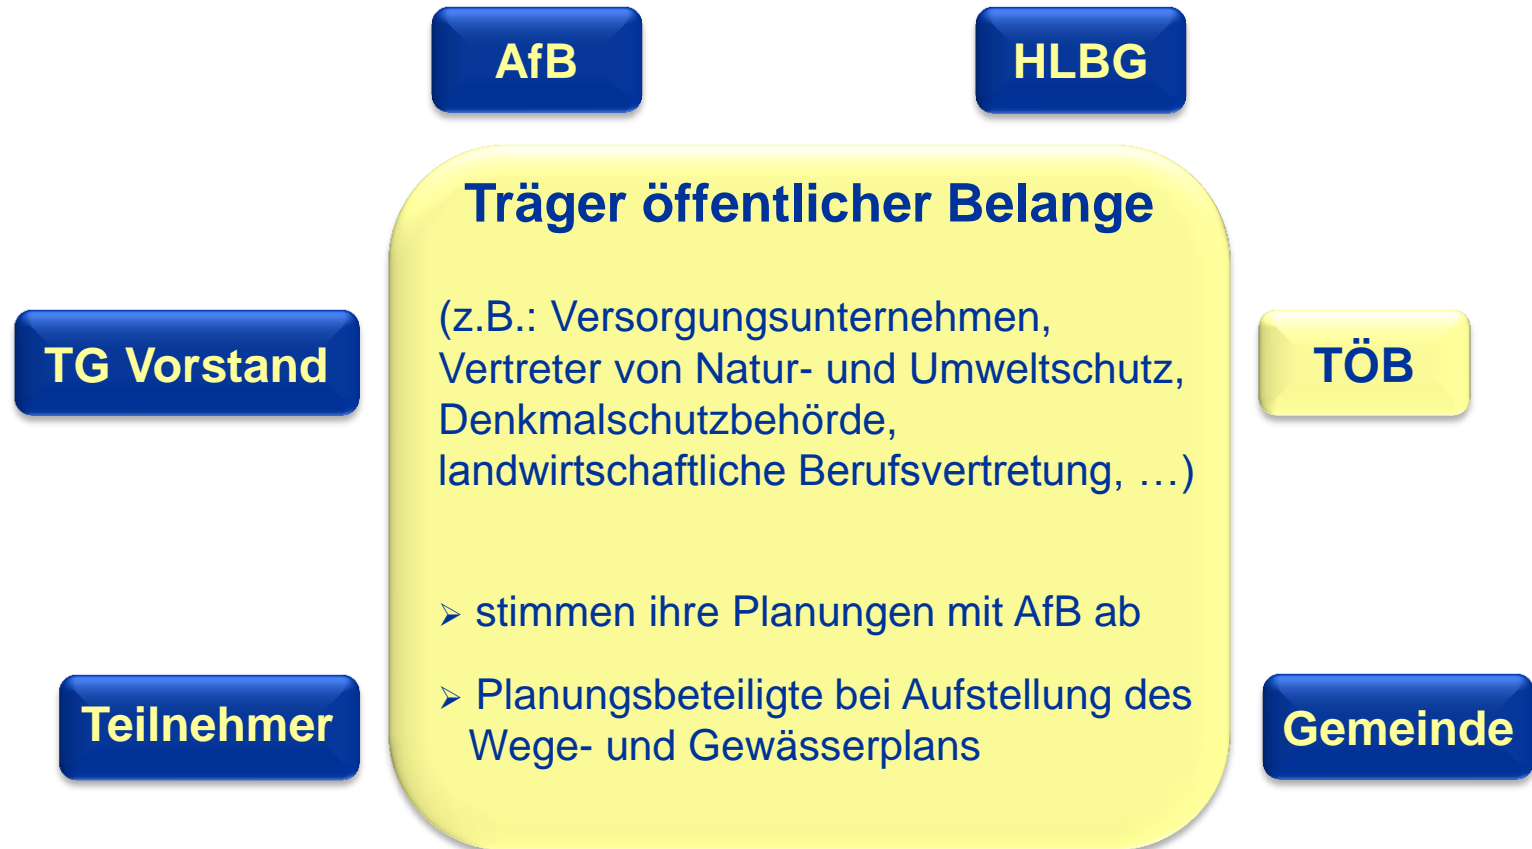 AfB
HLBG
Träger öffentlicher Belange
(z.B.: Versorgungsunternehmen,
Vertreter von Natur- und Umweltschutz,
Denkmalschutzbehörde,
landwirtschaftliche Berufsvertretung, …)
TG Vorstand
TÖB
➢ stimmen ihre Planungen mit AfB ab
➢ Planungsbeteiligte bei Aufstellung des
Wege- und Gewässerplans
Teilnehmer
Gemeinde